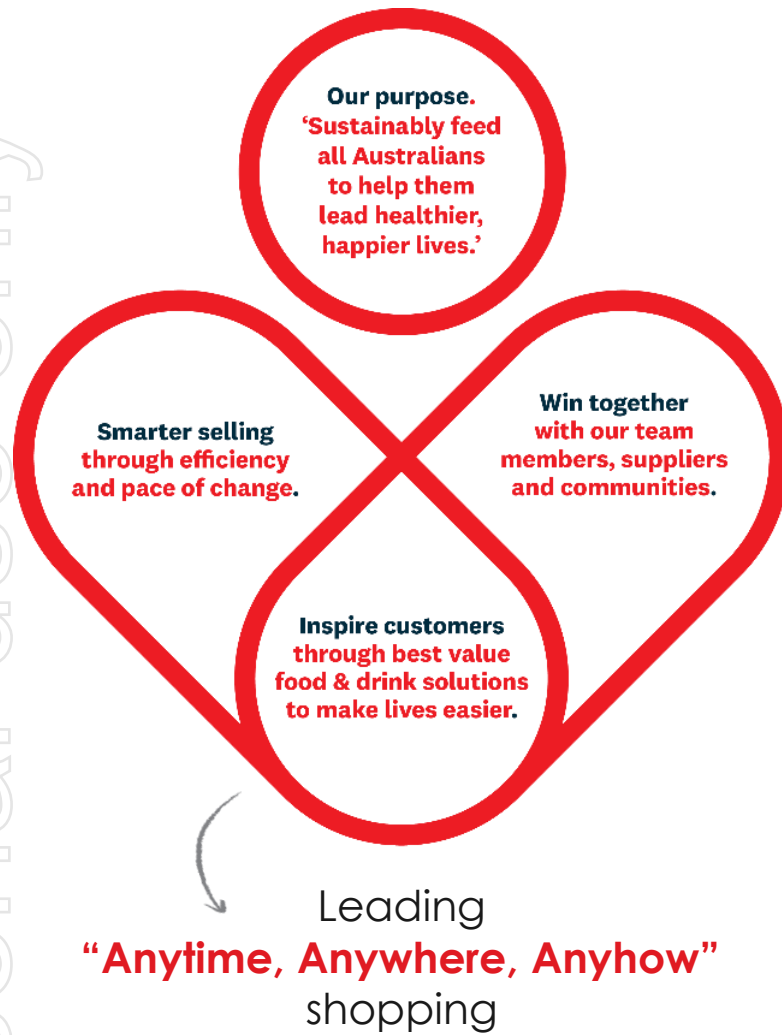 Our purpose.
‘Sustainably feed
all Australians
to help them
lead healthier,
happier lives.’
Smarter selling
through efficiency
and pace of change.
Win together
with our team
members, suppliers
and communities.
Inspire customers
through best value
food & drink solutions
to make lives easier.
Leading
“Anytime, Anywhere, Anyhow”
shopping